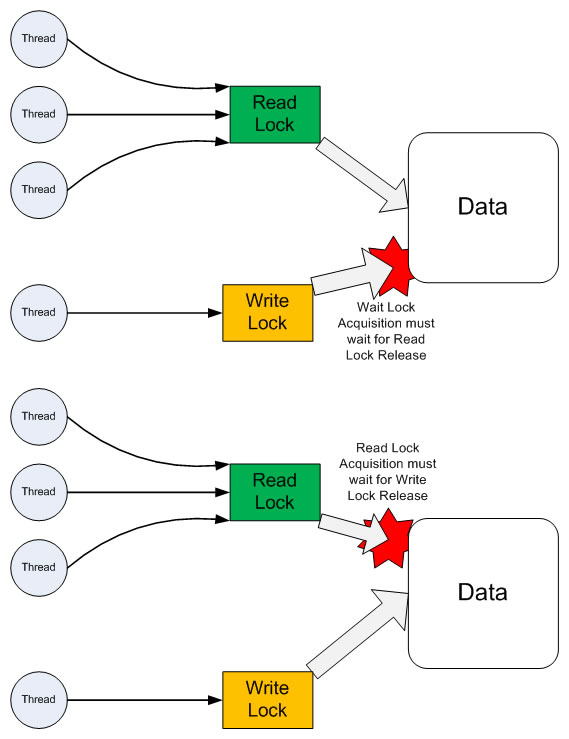 Thread
Read
Lock
Thread
Thread
Data
Write
Lock
Thread
Wait Lock
Acquisition must
wait for Read
Lock Release
Thread
Read Lock
Acquisition must
wait for Write
Lock Release
Read
Lock
Thread
Thread
Data
Write
Lock
Thread